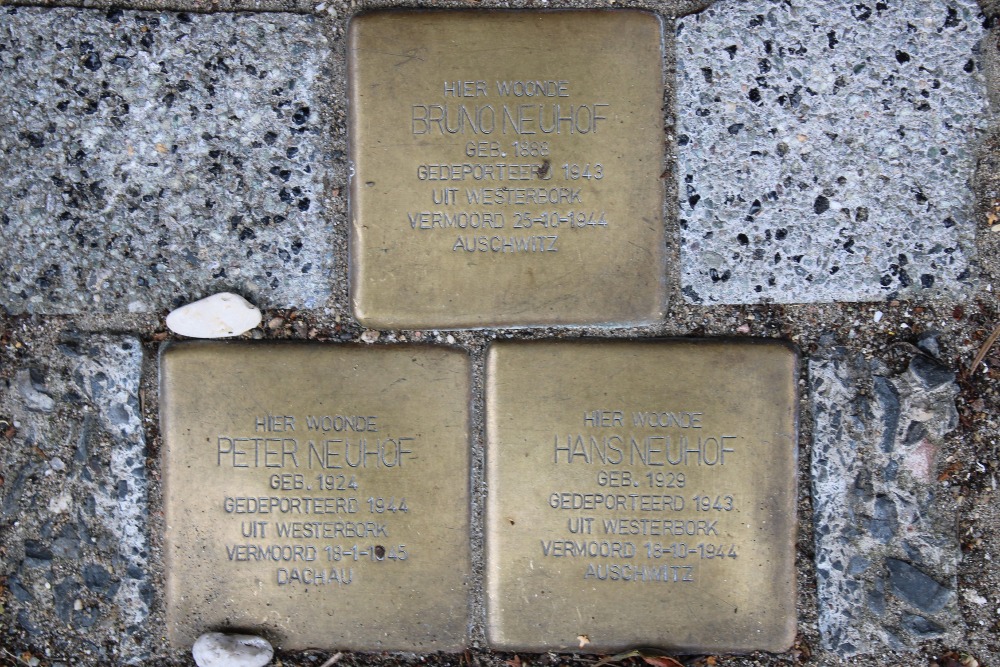 HIER WOONDE
BRUNO NEUHOF
GEB. 1888
GEDEPORTEERD 1943
UIT WESTERBORK
VERMOORD 25-10-1944
AUSCHWITZ
HIER WOONDE
PETER NEUHOF
GEB. 1924
GEDEPORTEERD 1944
UIT WESTERBORK
VERMOORD 18-1-1945
DACHAU
HIER WOONDE
HANS NEUHOF
GEB. 1929
GEDEPORTEERD 1943
UIT WESTERBORK
VERMOORD 18-10-1944
AUSCHWITZ